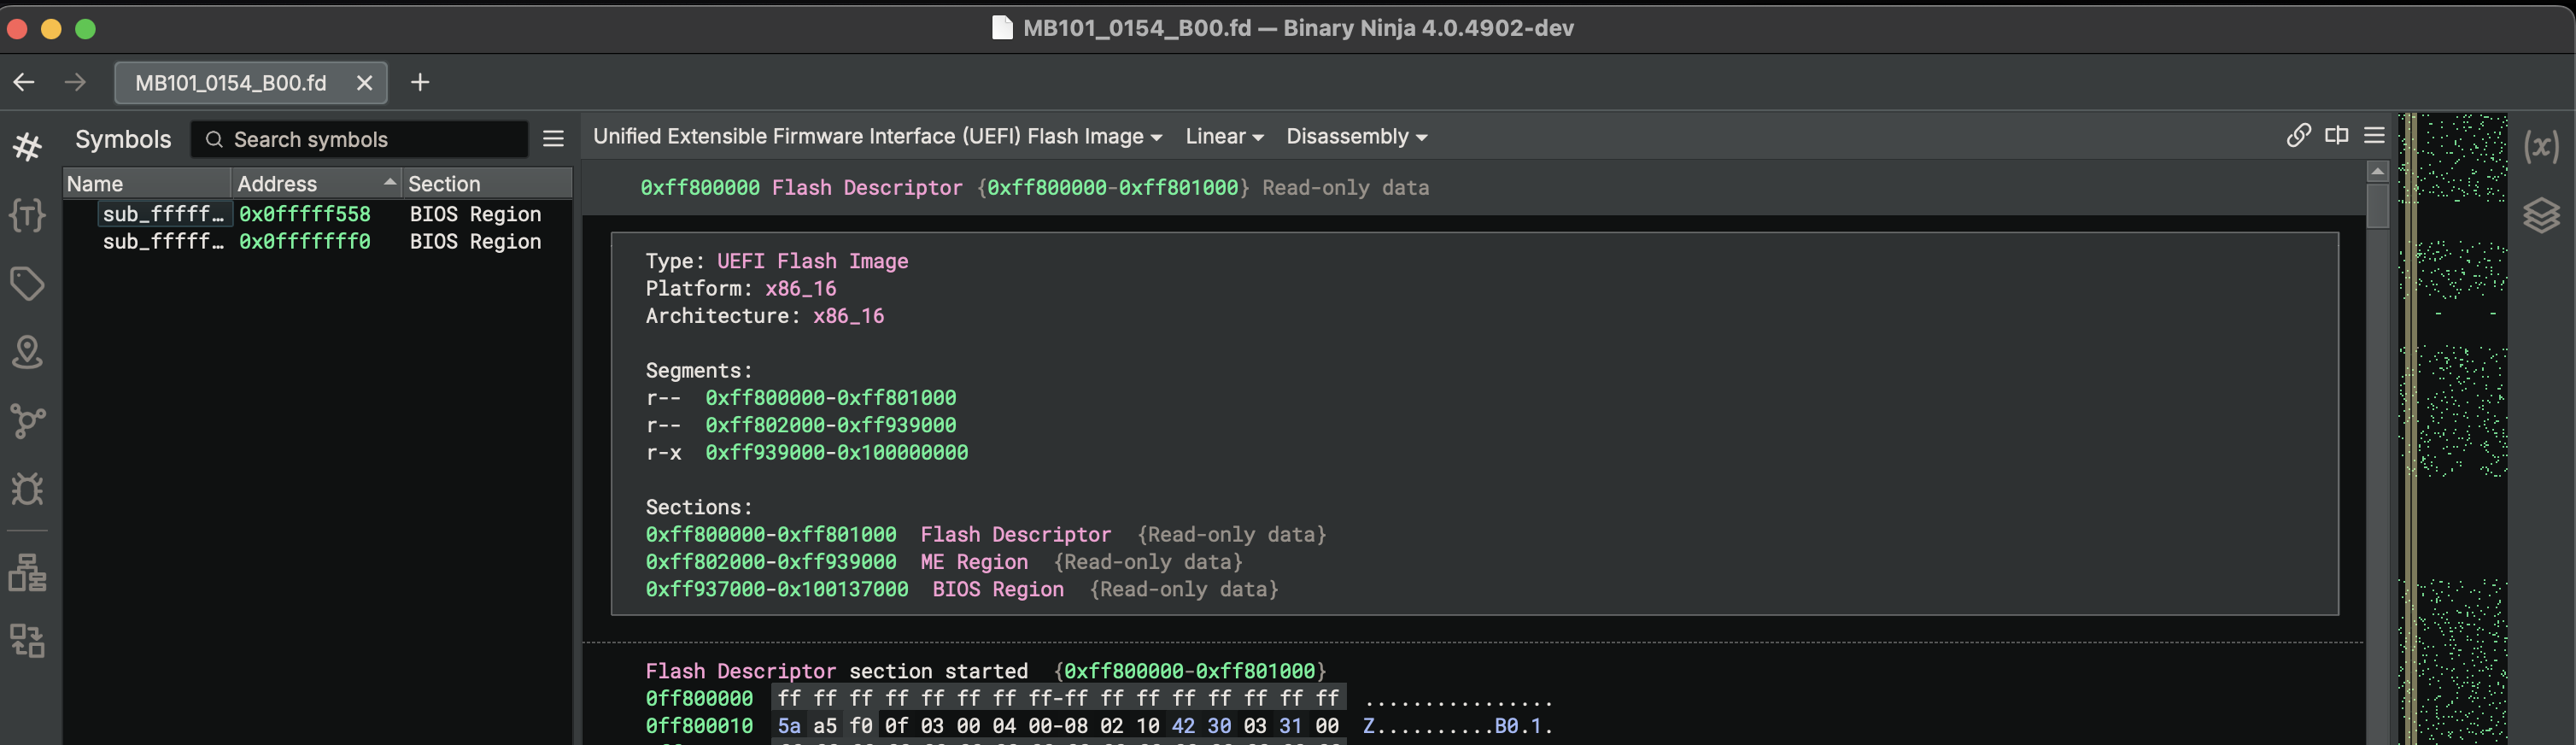 MB101_0154_B00.fd — Binary Ninja 4.0.4902-dev
MB101_0154_B00.fd
Symbols
Search symbols
Name Address Section
sub_fffff… 0x0fffff558 BIOS Region
sub_fffff… 0x0fffffff0 BIOS Region
Unified Extensible Firmware Interface (UEFI) Flash Image Linear Disassembly
0xff800000 Flash Descriptor {0xff800000-0xff801000} Read-only data
Type: UEFI Flash Image
Platform: x86_16
Architecture: x86_16
Segments:
r-- 0xff800000-0xff801000
r-- 0xff802000-0xff939000
r-x 0xff939000-0x100000000
Sections:
0xff800000-0xff801000 Flash Descriptor {Read-only data}
0xff802000-0xff939000 ME Region {Read-only data}
0xff937000-0x100137000 BIOS Region {Read-only data}
Flash Descriptor section started {0xff800000-0xff801000}
0ff800000 ff ff ff ff ff ff ff ff-ff ff ff ff ff ff ff ff ................
0ff800010 5a a5 f0 0f 03 00 04 00-08 02 10 42 30 03 31 00 Z..........B0.1.